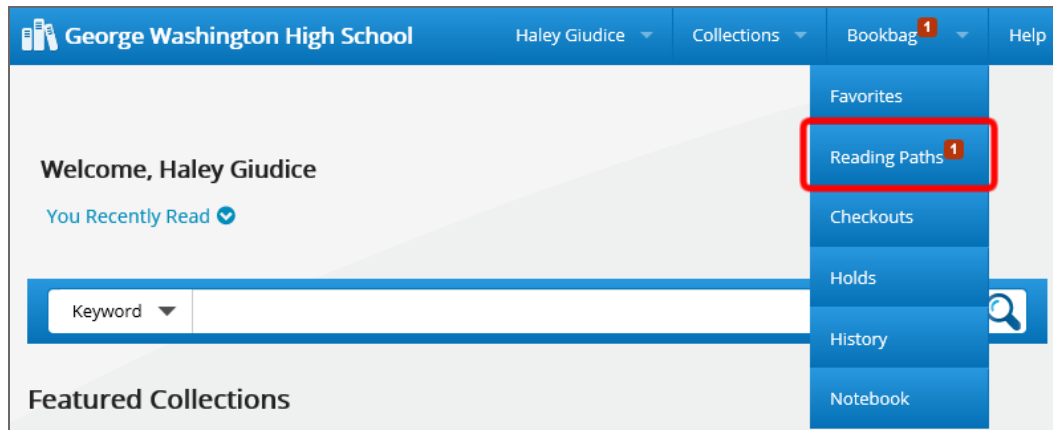 George Washington High School Haley Giudice Collections Bookbag 1 Help
Favorites
Reading Paths 1
Checkouts
Holds
History
Notebook
Welcome, Haley Giudice
You Recently Read
Keyword
Featured Collections